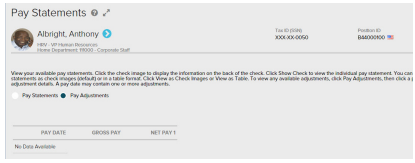 Pay Statements
Albright, Anthony
HRV - VP Human Resources
Home Department: 111000 - Corporate Staff
Tax ID (SSN)
XXX-XX-0050
Position ID
B44000100
View your available pay statements. Click the check image to display the information on the back of the check. Click Show Check to view the individual pay statement. You can
statements as check images (default) or in a table format. Click View as Check Images or View as Table. To view any available adjustments, click Pay Adjustments, then click a p
adjustment details. A pay date may contain one or more adjustments.
Pay Statements Pay Adjustments
PAY DATE GROSS PAY NET PAY 1
No Data Available